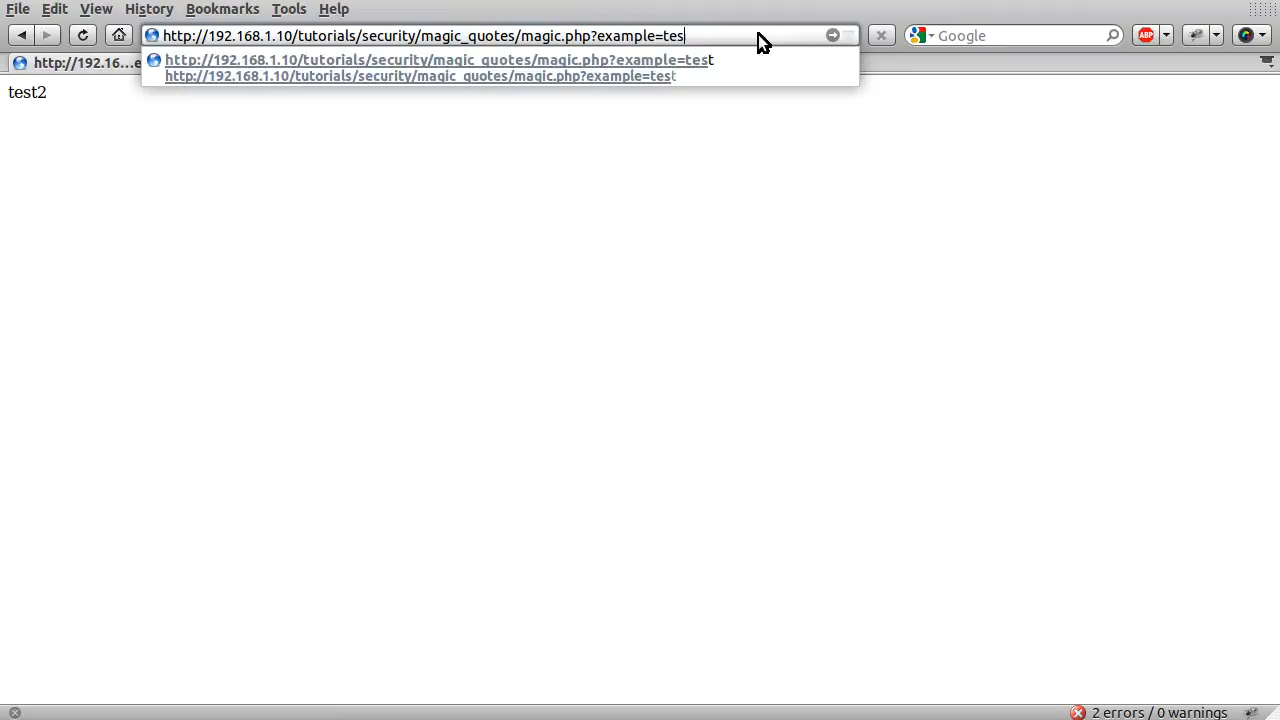 File Edit View History Bookmarks Tools Help
http://192.168.1.10/tutorials/security/magic_quotes/magic.php?example=tes
ABP
Google
http://192.16...e
http://192.168.1.10/tutorials/security/magic_quotes/magic.php?example=test
http://192.168.1.10/tutorials/security/magic_quotes/magic.php?example=test
test2
2 errors / 0 warnings